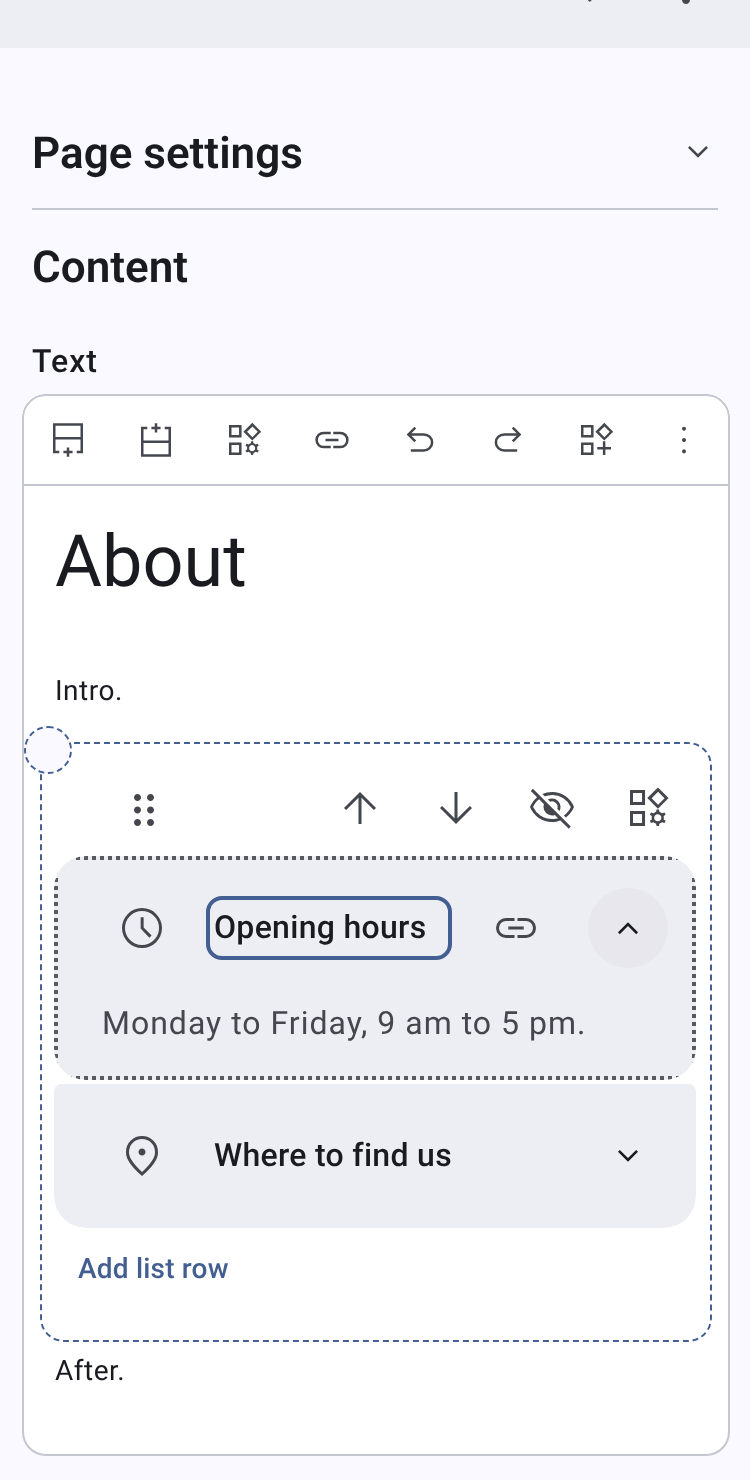 Page settings
Content
Text
About
Intro.
Opening hours
Monday to Friday, 9 am to 5 pm.
Where to find us
Add list row
After.